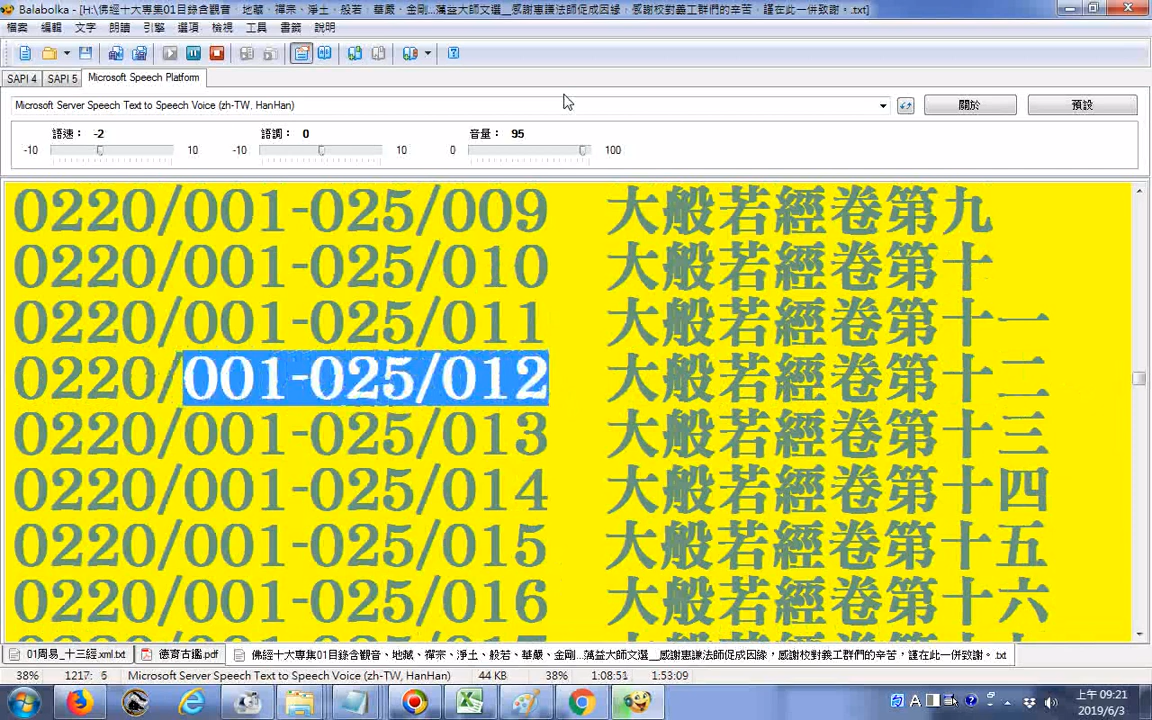 Balabolka - [H:\佛經十大專集01目錄含觀音、地藏、禪宗、淨土、般若、華嚴、金剛...蕅益大師文選__感謝惠謙法師促成因緣，感謝校對義工群們的辛苦，謹在此一併致謝。.txt]
檔案 編輯 文字 朗讀 引擎 選項 檢視 工具 書籤 說明
SAPI 4 SAPI 5 Microsoft Speech Platform
Microsoft Server Speech Text to Speech Voice (zh-TW, HanHan) 關於 預設
語速： -2 語調： 0 音量： 95
-10 10 -10 10 0 100
0220/001-025/009 大般若經卷第九
0220/001-025/010 大般若經卷第十
0220/001-025/011 大般若經卷第十一
0220/001-025/012 大般若經卷第十二
0220/001-025/013 大般若經卷第十三
0220/001-025/014 大般若經卷第十四
0220/001-025/015 大般若經卷第十五
0220/001-025/016 大般若經卷第十六
01周易_十三經.xml.txt 德育古鑑.pdf 佛經十大專集01目錄含觀音、地藏、禪宗、淨土、般若、華嚴、金剛...蕅益大師文選__感謝惠謙法師促成因緣，感謝校對義工群們的辛苦，謹在此一併致謝。.txt
38% 1217: 5 Microsoft Server Speech Text to Speech Voice (zh-TW, HanHan) 44 KB 38% 1:08:51 1:53:09
上午 09:21
2019/6/3